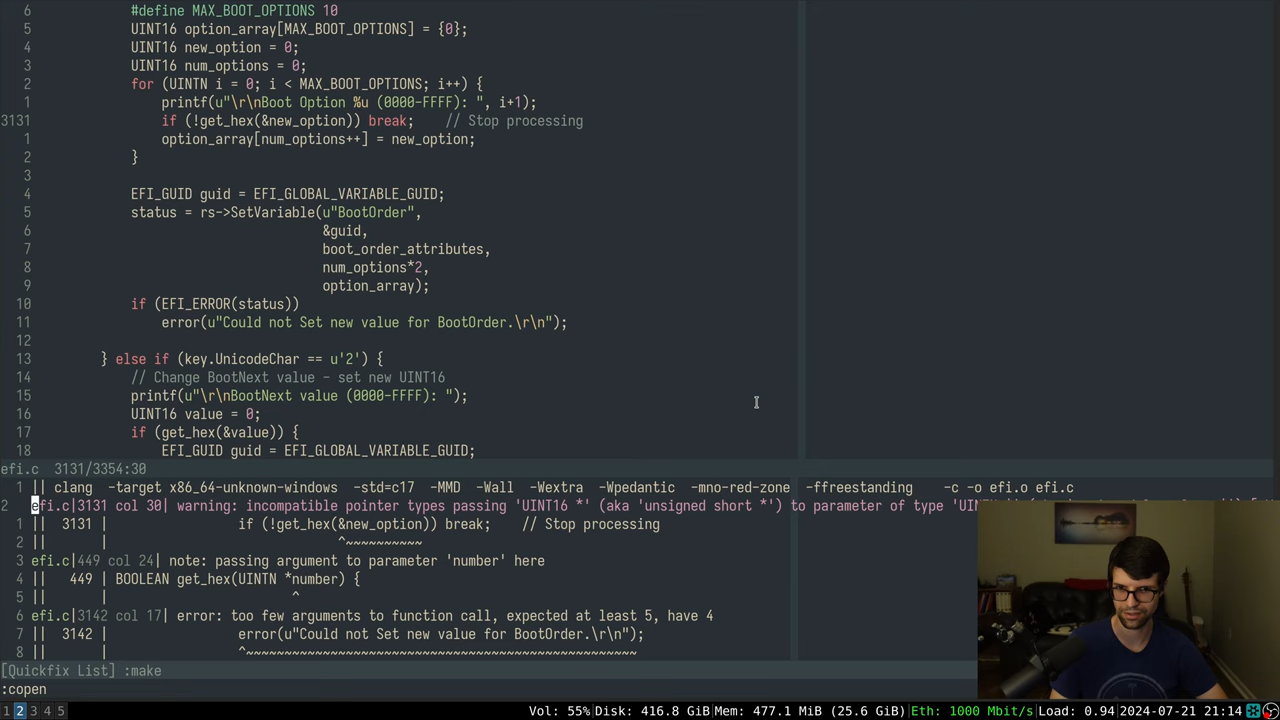 6 #define MAX_BOOT_OPTIONS 10
5 UINT16 option_array[MAX_BOOT_OPTIONS] = {0};
4 UINT16 new_option = 0;
3 UINT16 num_options = 0;
2 for (UINTN i = 0; i < MAX_BOOT_OPTIONS; i++) {
1 printf(u"\r\nBoot Option %u (0000-FFFF): ", i+1);
3131 if (!get_hex(&new_option)) break; // Stop processing
1 option_array[num_options++] = new_option;
2 }
3
4 EFI_GUID guid = EFI_GLOBAL_VARIABLE_GUID;
5 status = rs->SetVariable(u"BootOrder",
6 &guid,
7 boot_order_attributes,
8 num_options*2,
9 option_array);
10 if (EFI_ERROR(status))
11 error(u"Could not Set new value for BootOrder.\r\n");
12
13 } else if (key.UnicodeChar == u'2') {
14 // Change BootNext value - set new UINT16
15 printf(u"\r\nBootNext value (0000-FFFF): ");
16 UINT16 value = 0;
17 if (get_hex(&value)) {
18 EFI_GUID guid = EFI_GLOBAL_VARIABLE_GUID;
efi.c 3131/3354:30
1 || clang -target x86_64-unknown-windows -std=c17 -MMD -Wall -Wextra -Wpedantic -mno-red-zone -ffreestanding -c -o efi.o efi.c
2 efi.c|3131 col 30| warning: incompatible pointer types passing 'UINT16 *' (aka 'unsigned short *') to parameter of type 'UIN
1 || 3131 | if (!get_hex(&new_option)) break; // Stop processing
2 || | ^~~~~~~~~~~
3 efi.c|449 col 24| note: passing argument to parameter 'number' here
4 || 449 | BOOLEAN get_hex(UINTN *number) {
5 || | ^
6 efi.c|3142 col 17| error: too few arguments to function call, expected at least 5, have 4
7 || 3142 | error(u"Could not Set new value for BootOrder.\r\n");
8 || | ^~~~~~~~~~~~~~~~~~~~~~~~~~~~~~~~~~~~~~~~~~~~~~~~~~~~
[Quickfix List] :make
:copen
1 2 3 4 5 Vol: 55%|Disk: 416.8 GiB|Mem: 477.1 MiB (25.6 GiB)|Eth: 1000 Mbit/s|Load: 0.94|2024-07-21 21:14